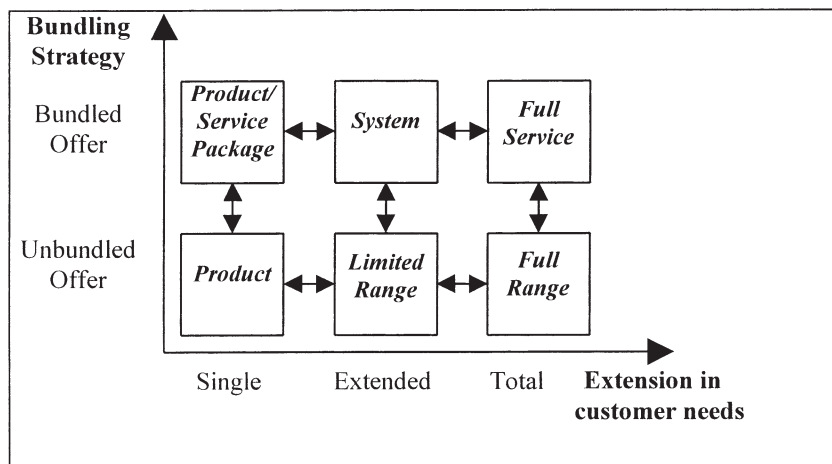 Bundling
Strategy
Bundled
Offer
Product/
Service
Package
System
Full
Service
Unbundled
Offer
Product
Limited
Range
Full
Range
Single
Extended
Total
Extension in
customer needs